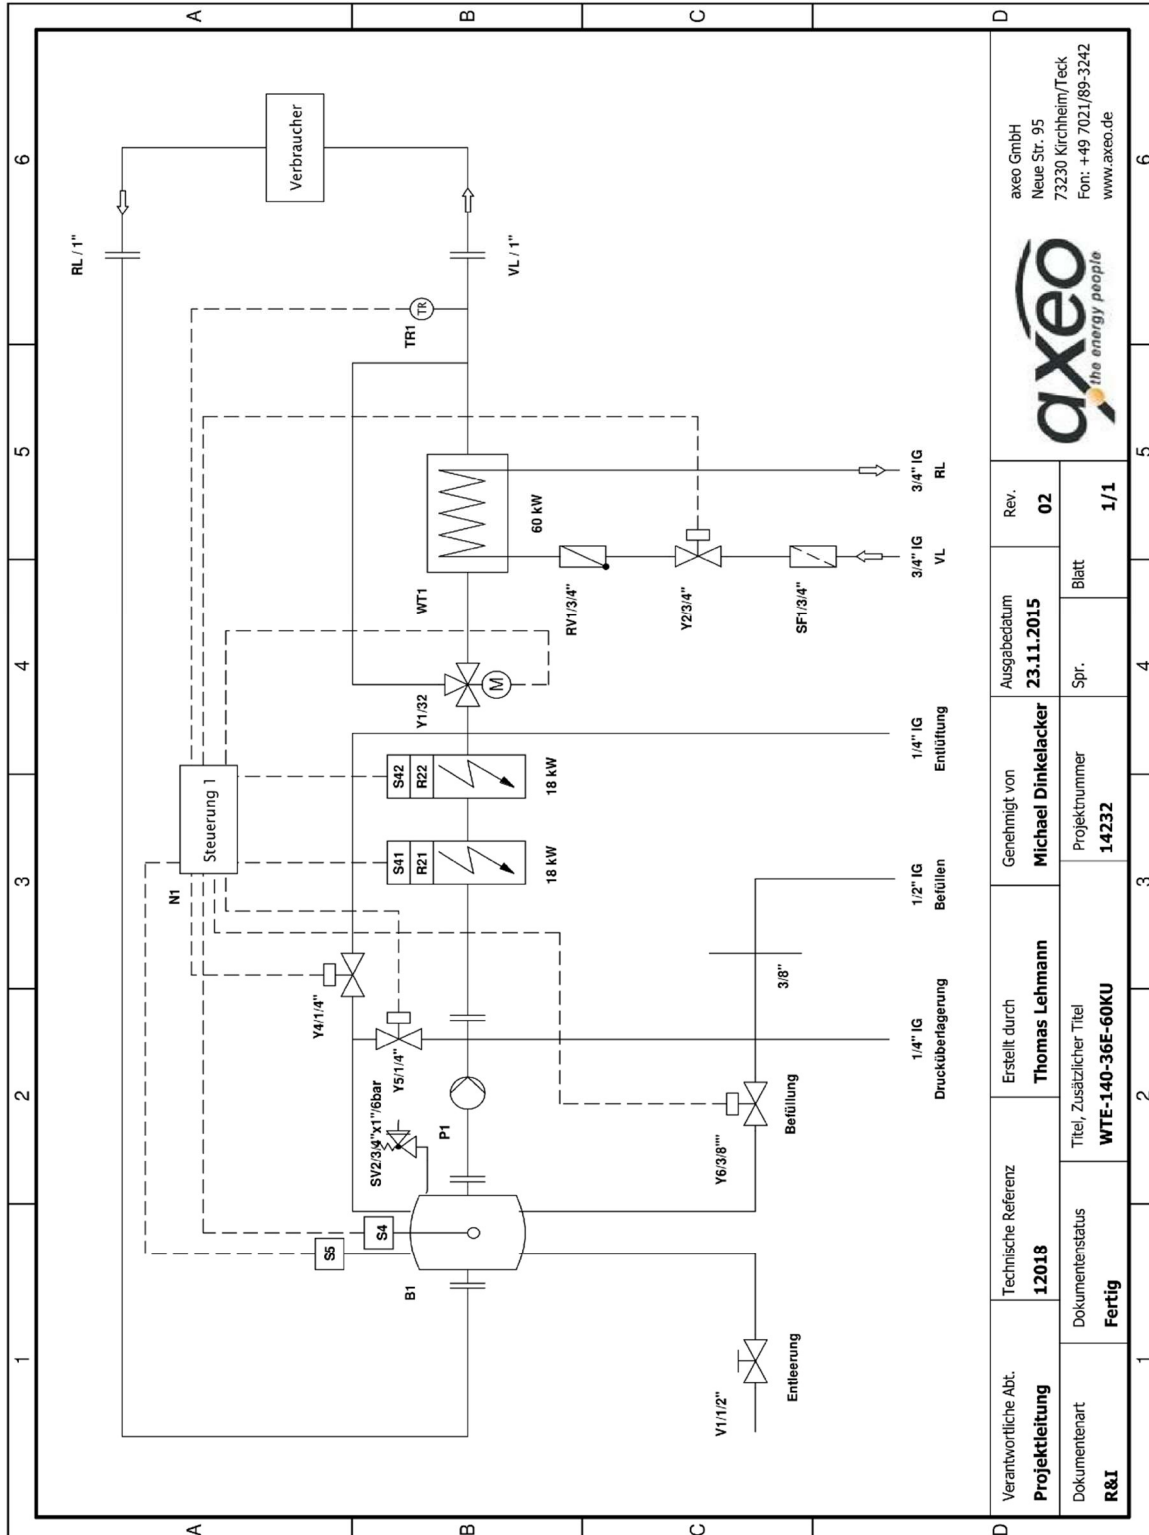 1
2
3
4
5
6
A
B
C
D
RL / 1"
Verbraucher
VL / 1"
TR1
TR
N1
Steuerung 1
Y4/1/4"
Y5/1/4"
SV2/3/4"x1"/6bar
S5
S4
B1
P1
S41
R21
18 kW
S42
R22
18 kW
Y1/32
M
WT1
60 kW
RV1/3/4"
Y2/3/4"
SF1/3/4"
V1/1/2"
Entleerung
Y6/3/8""
Befüllung
3/8"
1/4" IG
Drucküberlagerung
1/2" IG
Befüllen
1/4" IG
Entlüftung
3/4" IG
VL
3/4" IG
RL
A
B
C
D
Verantwortliche Abt.
Projektleitung
Technische Referenz
12018
Erstellt durch
Thomas Lehmann
Genehmigt von
Michael Dinkelacker
Ausgabedatum
23.11.2015
Rev.
02
Dokumentenart
R&I
Dokumentenstatus
Fertig
Titel, Zusätzlicher Titel
WTE-140-36E-60KU
Projektnummer
14232
Spr.
Blatt
1/1
axeo
the energy people
axeo GmbH
Neue Str. 95
73230 Kirchheim/Teck
Fon: +49 7021/89-3242
www.axeo.de
1
2
3
4
5
6